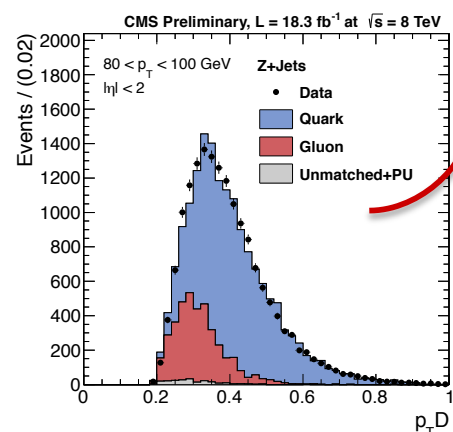 CMS Preliminary, L = 18.3 fb⁻¹ at √s = 8 TeV
Events / (0.02)
2000
1800
1600
1400
1200
1000
800
600
400
200
0
80 < p_T < 100 GeV
|η| < 2
Z+Jets
Data
Quark
Gluon
Unmatched+PU
0 0.2 0.4 0.6 0.8 1
p_TD